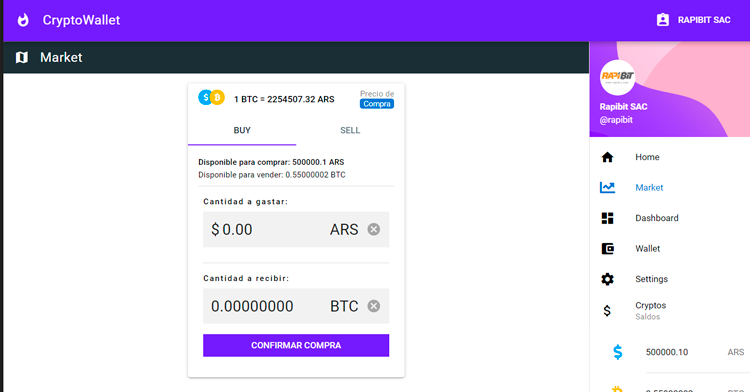 CryptoWallet
RAPIBIT SAC
Market
1 BTC = 2254507.32 ARS
Precio de
Compra
BUY
SELL
Disponible para comprar: 500000.1 ARS
Disponible para vender: 0.55000002 BTC
Cantidad a gastar:
$ 0.00 ARS
Cantidad a recibir:
0.00000000 BTC
CONFIRMAR COMPRA
RAPIBIT
Rapibit SAC
@rapibit
Home
Market
Dashboard
Wallet
Settings
Cryptos
Saldos
500000.10 ARS